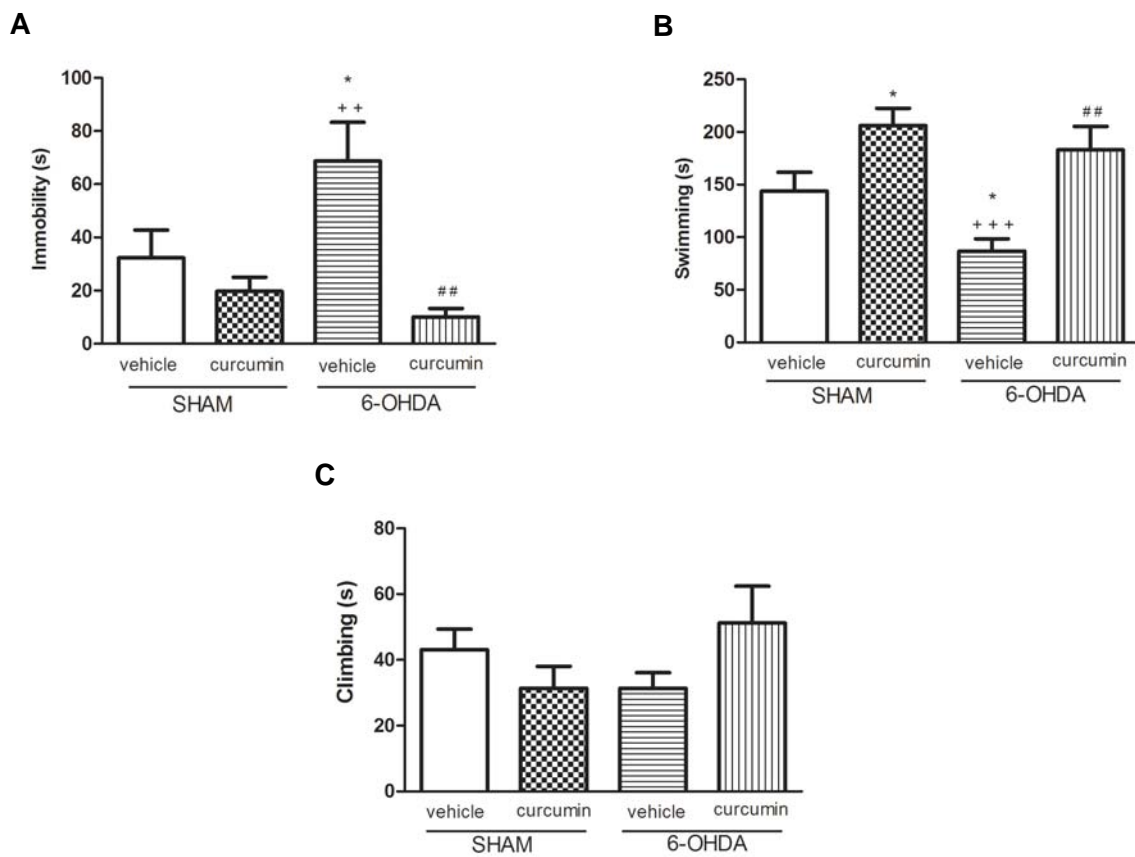 A
Immobility (s)
100
80
60
40
20
0
*
+ +
# #
vehicle curcumin vehicle curcumin
SHAM 6-OHDA
B
Swimming (s)
250
200
150
100
50
0
*
*
+ + +
# #
vehicle curcumin vehicle curcumin
SHAM 6-OHDA
C
Climbing (s)
80
60
40
20
0
vehicle curcumin vehicle curcumin
SHAM 6-OHDA